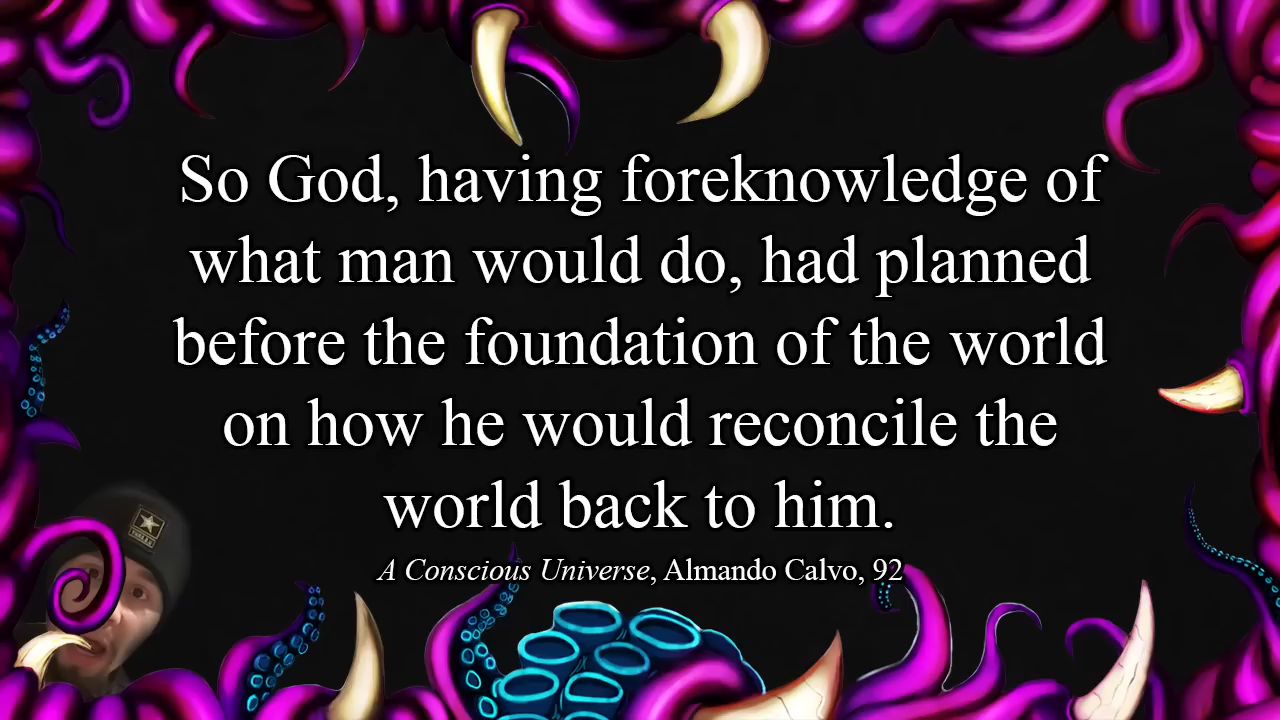 So God, having foreknowledge of
what man would do, had planned
before the foundation of the world
on how he would reconcile the
world back to him.
A Conscious Universe, Almando Calvo, 92